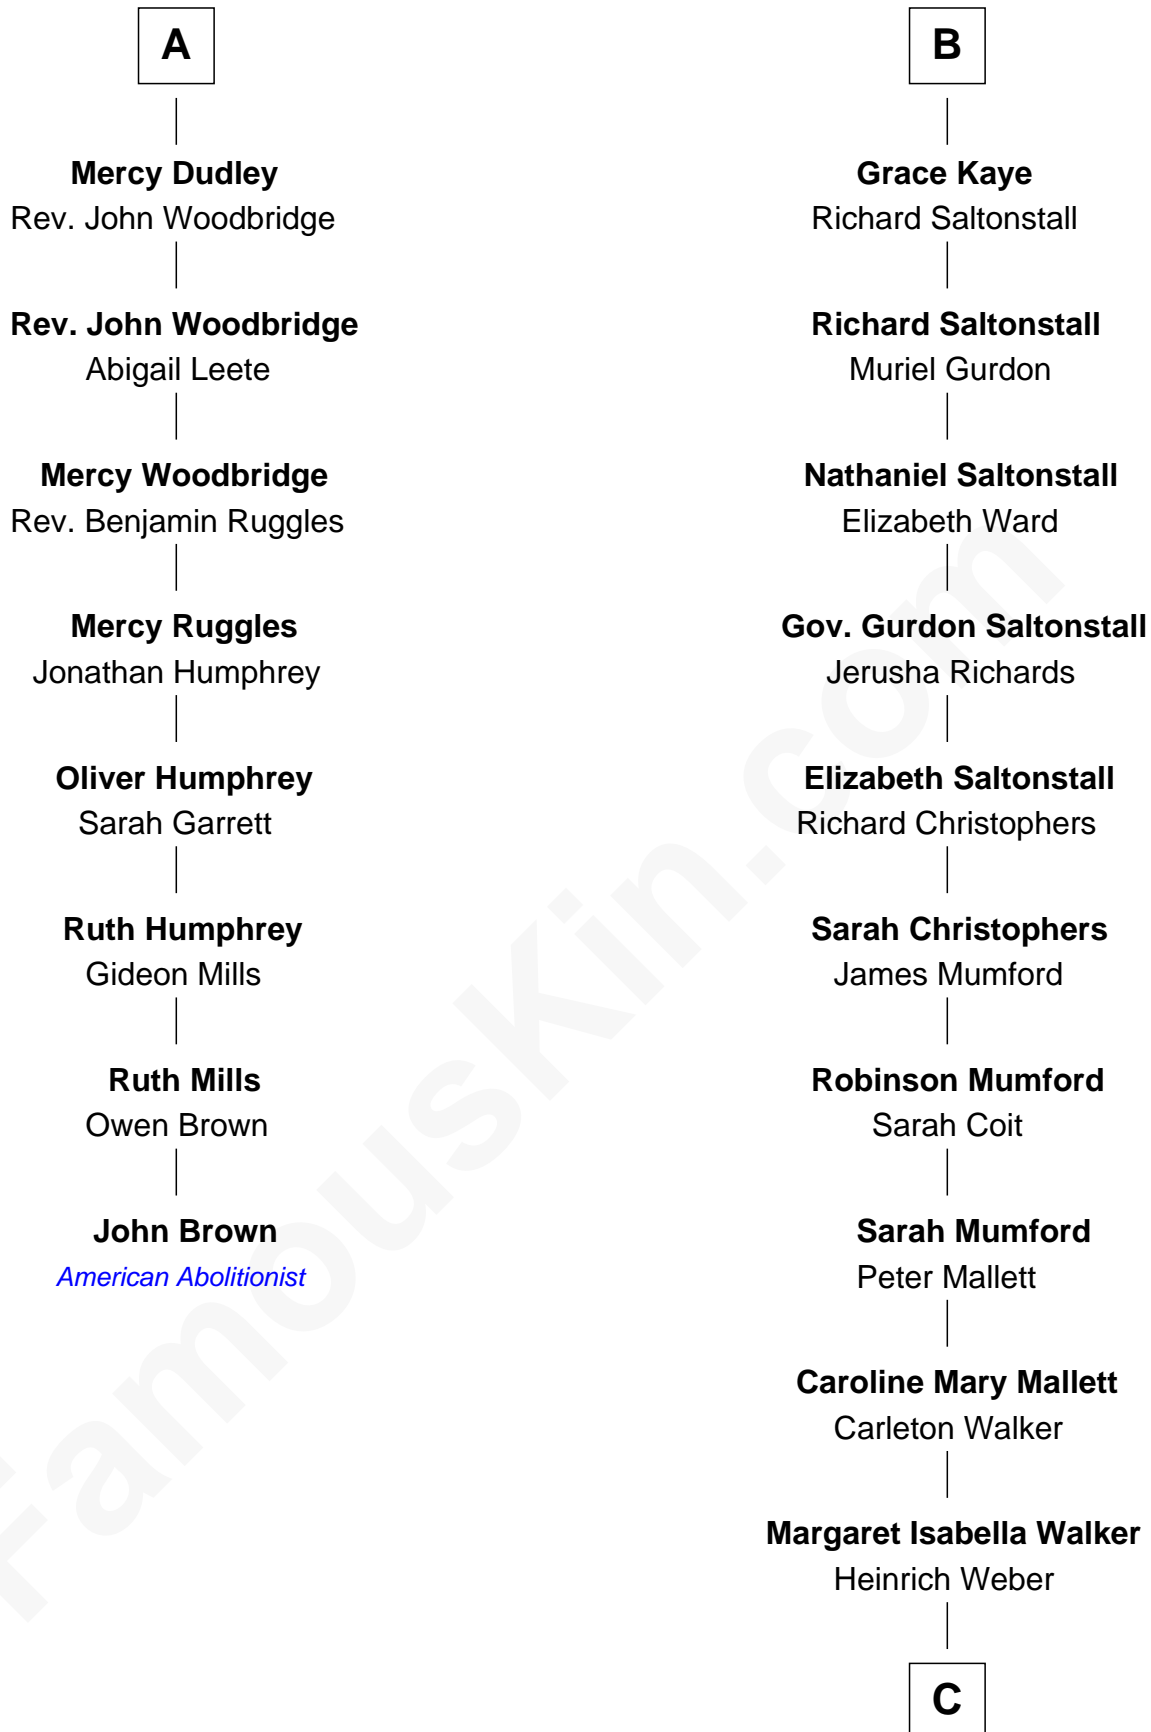 A
Mercy Dudley
Rev. John Woodbridge
Rev. John Woodbridge
Abigail Leete
Mercy Woodbridge
Rev. Benjamin Ruggles
Mercy Ruggles
Jonathan Humphrey
Oliver Humphrey
Sarah Garrett
Ruth Humphrey
Gideon Mills
Ruth Mills
Owen Brown
John Brown
American Abolitionist
B
Grace Kaye
Richard Saltonstall
Richard Saltonstall
Muriel Gurdon
Nathaniel Saltonstall
Elizabeth Ward
Gov. Gurdon Saltonstall
Jerusha Richards
Elizabeth Saltonstall
Richard Christophers
Sarah Christophers
James Mumford
Robinson Mumford
Sarah Coit
Sarah Mumford
Peter Mallett
Caroline Mary Mallett
Carleton Walker
Margaret Isabella Walker
Heinrich Weber
C
FamousKin.com